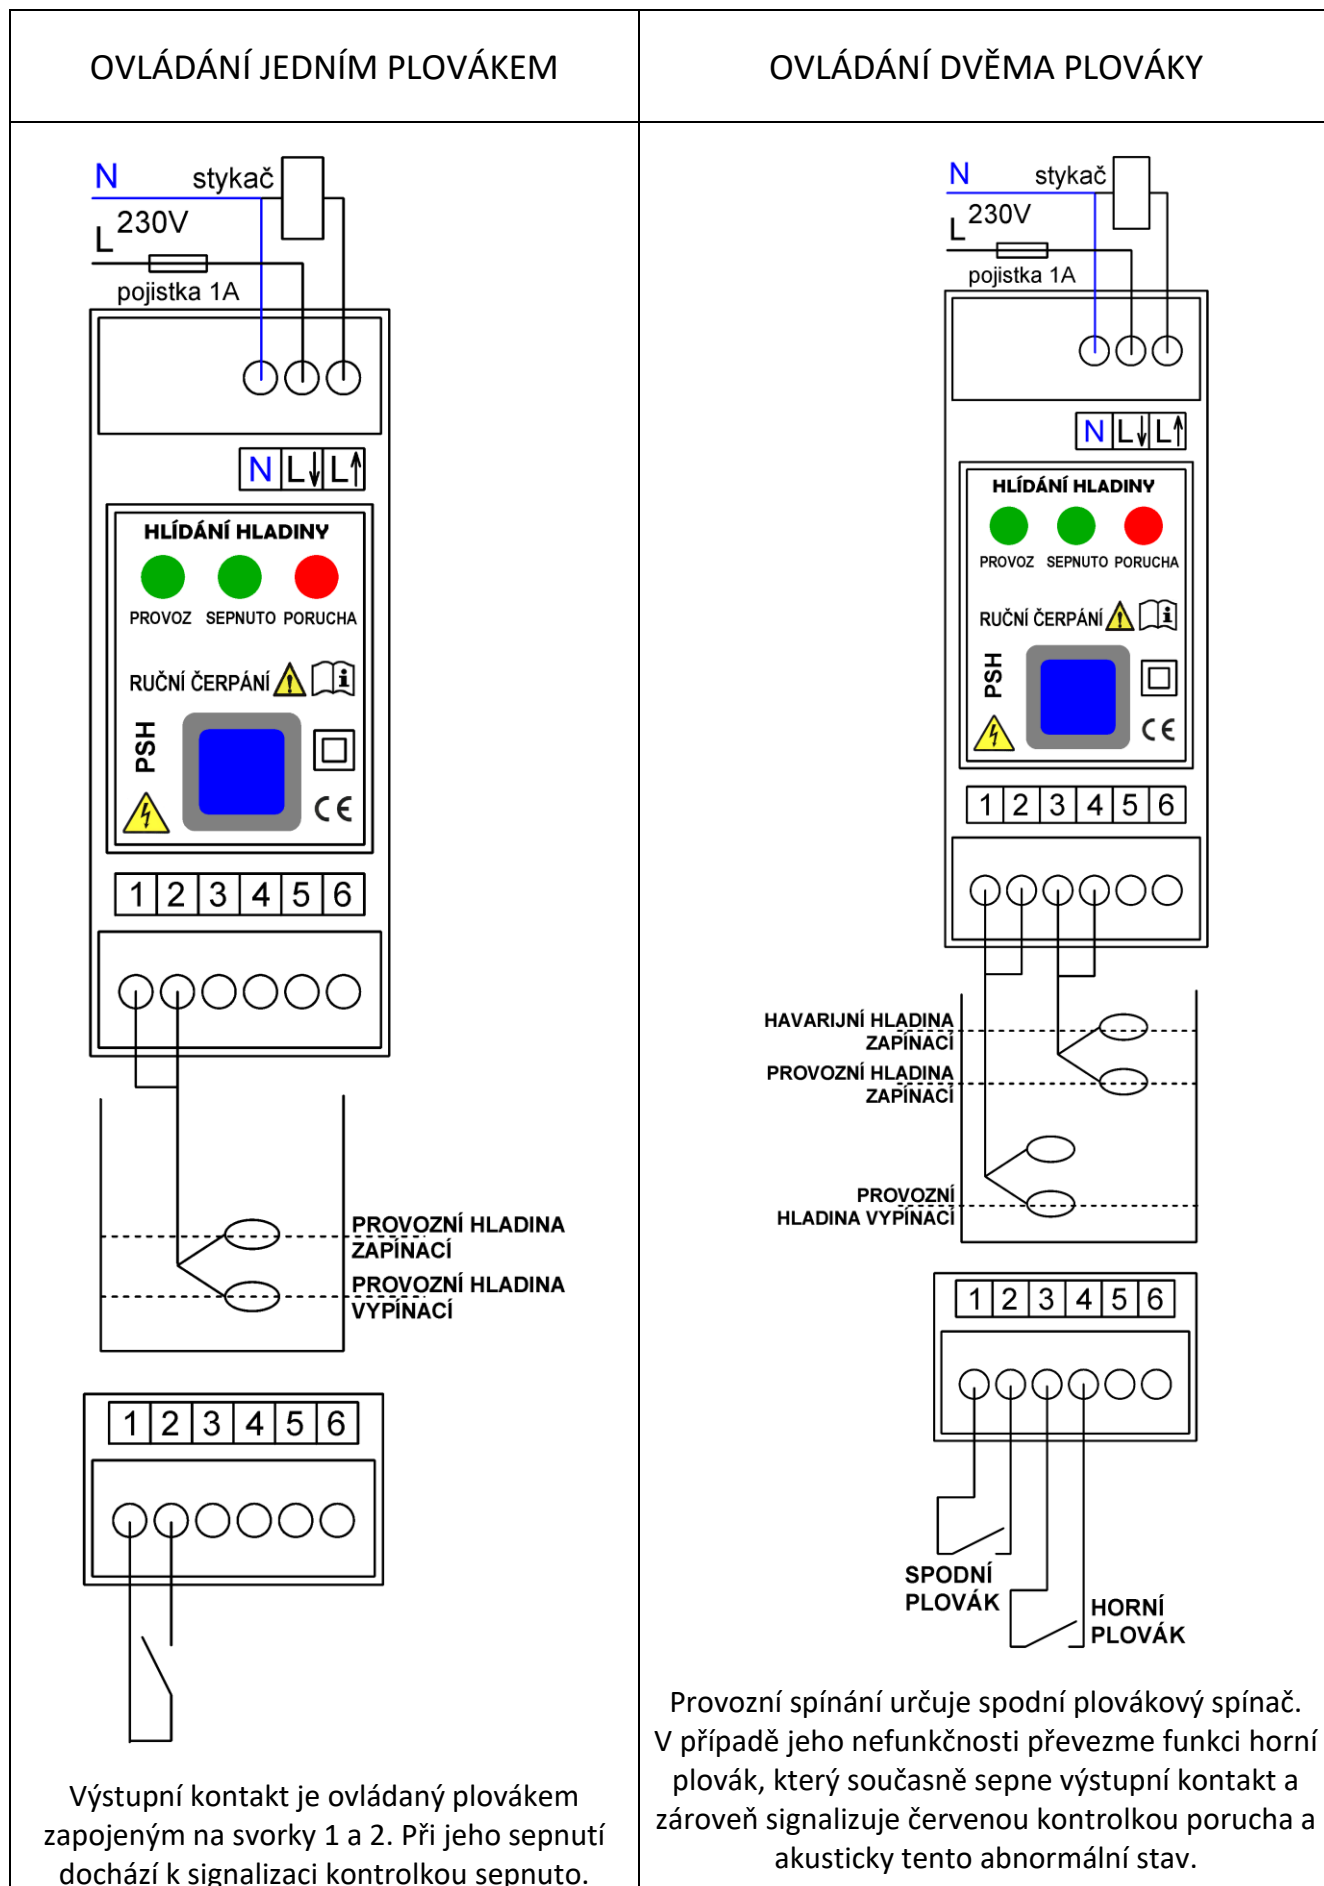 OVLÁDÁNÍ JEDNÍM PLOVÁKEM
N
stykač
230V
L
pojistka 1A
N L↓ L↑
HLÍDÁNÍ HLADINY
PROVOZ SEPNUTO PORUCHA
RUČNÍ ČERPÁNÍ
PSH
CE
1 2 3 4 5 6
PROVOZNÍ HLADINA
ZAPÍNACÍ
PROVOZNÍ HLADINA
VYPÍNACÍ
1 2 3 4 5 6
Výstupní kontakt je ovládaný plovákem
zapojeným na svorky 1 a 2. Při jeho sepnutí
dochází k signalizaci kontrolkou sepnuto.
OVLÁDÁNÍ DVĚMA PLOVÁKY
N
stykač
230V
L
pojistka 1A
N L↓ L↑
HLÍDÁNÍ HLADINY
PROVOZ SEPNUTO PORUCHA
RUČNÍ ČERPÁNÍ
PSH
CE
1 2 3 4 5 6
HAVARIJNÍ HLADINA
ZAPÍNACÍ
PROVOZNÍ HLADINA
ZAPÍNACÍ
PROVOZNÍ
HLADINA VYPÍNACÍ
1 2 3 4 5 6
SPODNÍ
PLOVÁK
HORNÍ
PLOVÁK
Provozní spínání určuje spodní plovákový spínač.
V případě jeho nefunkčnosti převezme funkci horní
plovák, který současně sepne výstupní kontakt a
zároveň signalizuje červenou kontrolkou porucha a
akusticky tento abnormální stav.